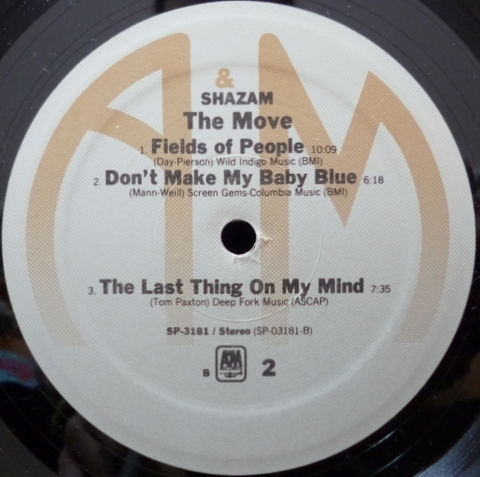 &
SHAZAM
The Move
1. Fields of People 10:09
(Day-Pierson) Wild Indigo Music (BMI)
2. Don't Make My Baby Blue 6:18
(Mann-Weill) Screen Gems-Columbia Music (BMI)
3. The Last Thing On My Mind 7:35
(Tom Paxton) Deep Fork Music (ASCAP)
SP-3181 / Stereo (SP-03181-B)
B A&M 2